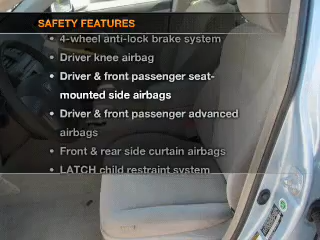 SAFETY FEATURES
• 4-wheel anti-lock brake system
• Driver knee airbag
• Driver & front passenger seat-
mounted side airbags
• Driver & front passenger advanced
airbags
• Front & rear side curtain airbags
• LATCH child restraint system